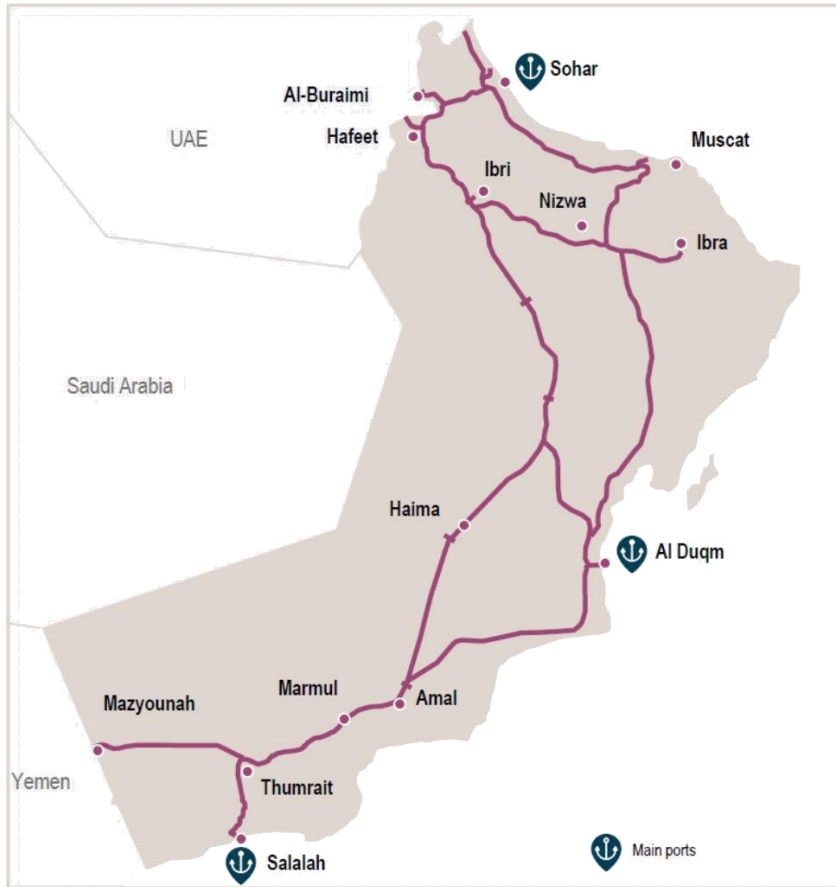 Sohar
Al-Buraimi
UAE
Hafeet
Muscat
Ibri
Nizwa
Ibra
Saudi Arabia
Haima
Al Duqm
Mazyounah
Marmul
Amal
Yemen
Thumrait
Salalah
Main ports